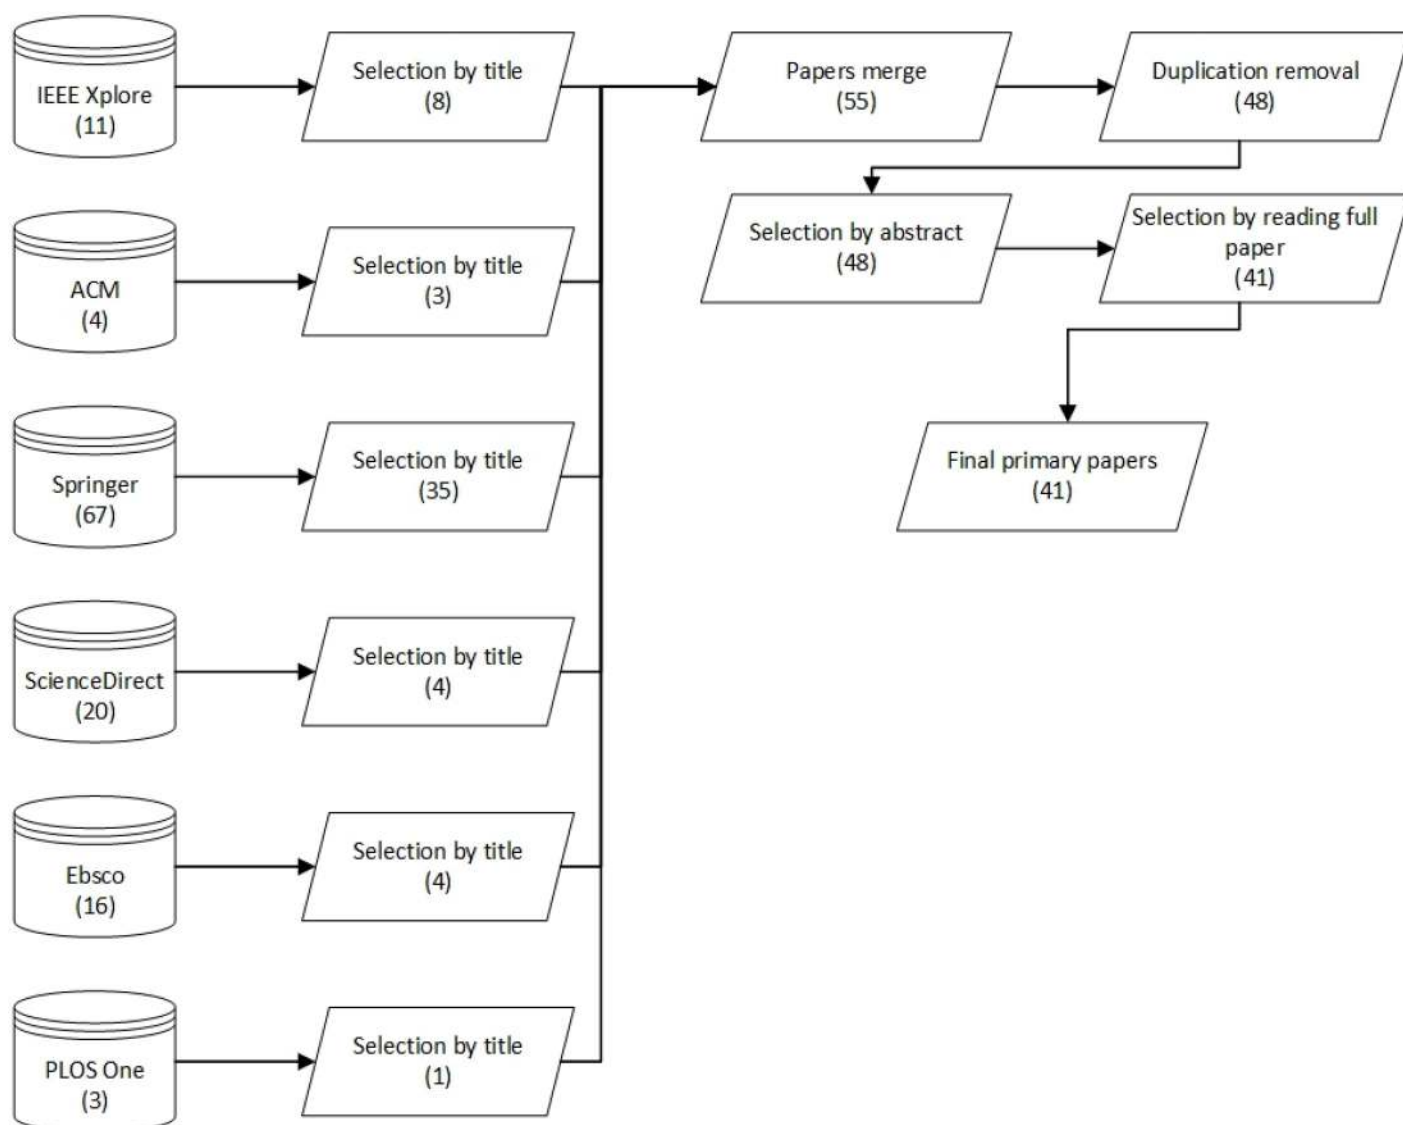 IEEE Xplore
(11)
Selection by title
(8)
Papers merge
(55)
Duplication removal
(48)
ACM
(4)
Selection by title
(3)
Selection by abstract
(48)
Selection by reading full
paper
(41)
Springer
(67)
Selection by title
(35)
Final primary papers
(41)
ScienceDirect
(20)
Selection by title
(4)
Ebsco
(16)
Selection by title
(4)
PLOS One
(3)
Selection by title
(1)